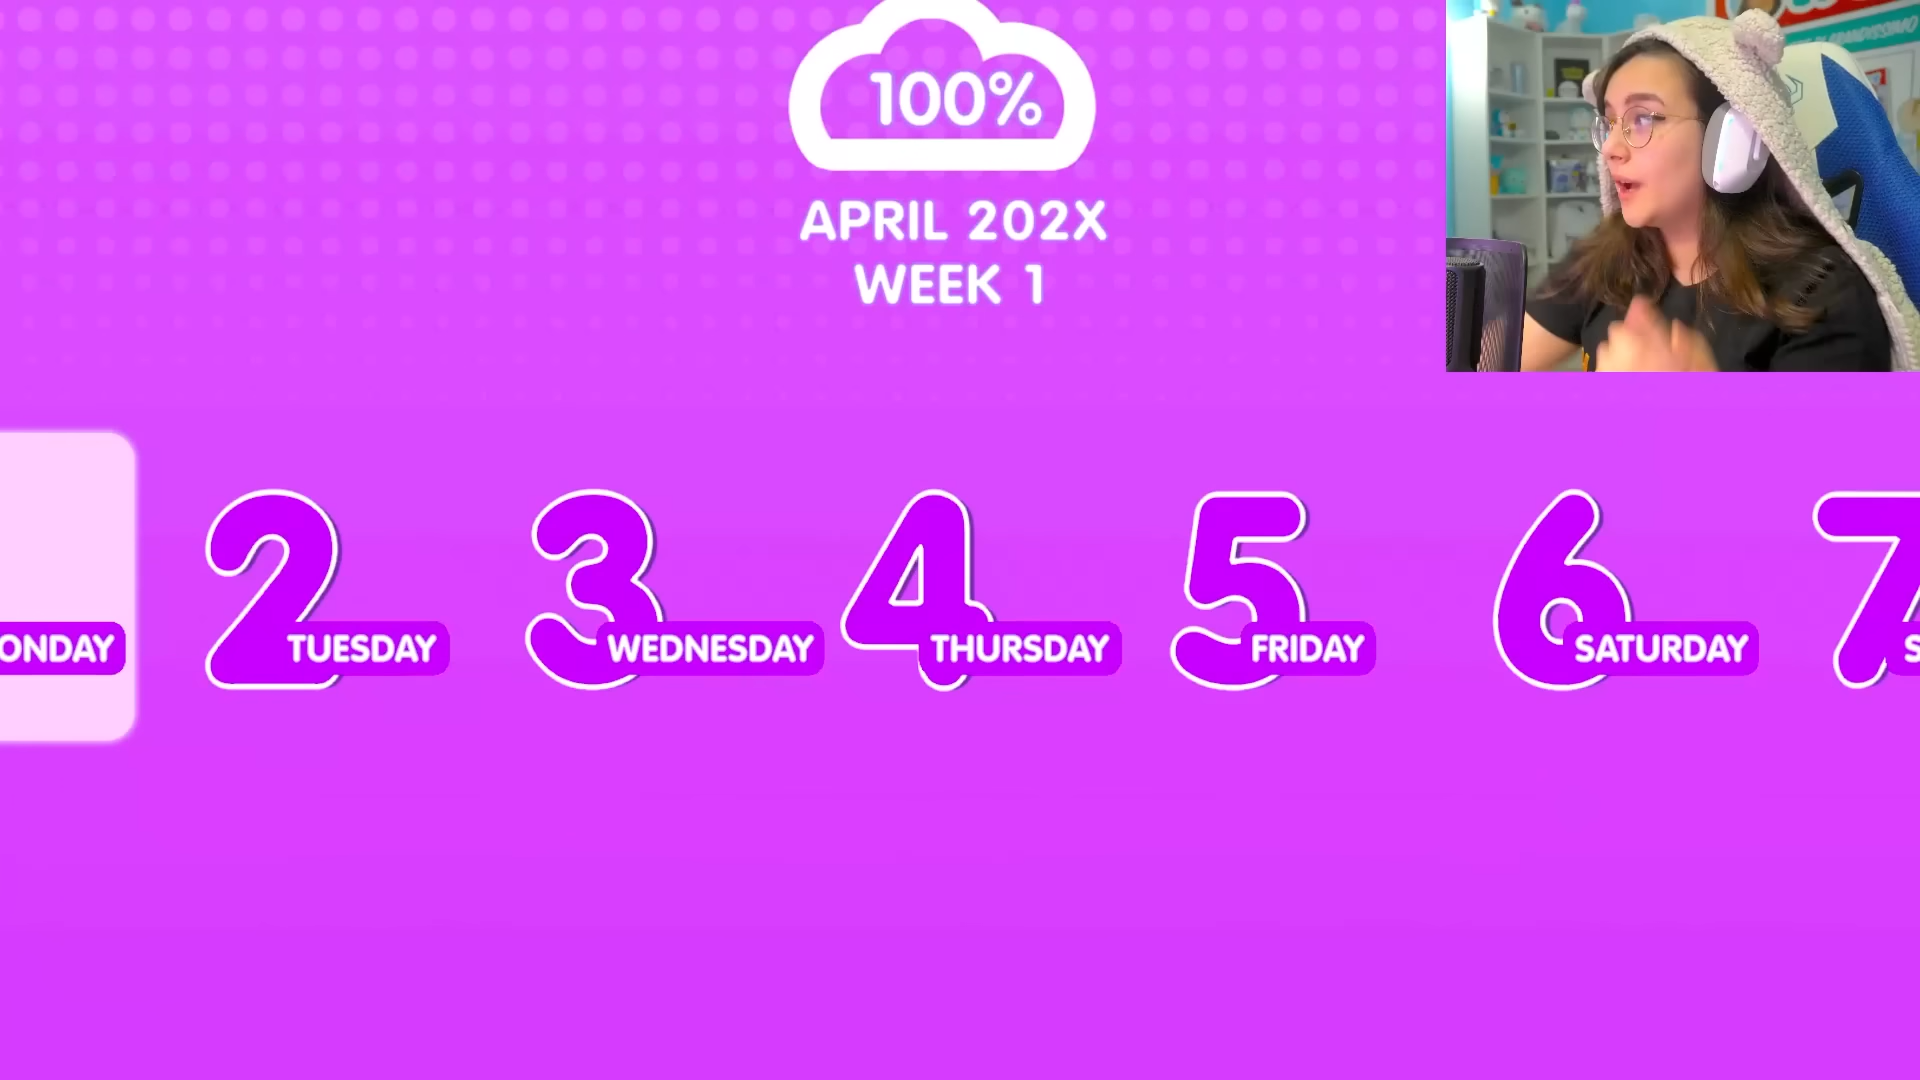 100%
APRIL 202X
WEEK 1
2 3 4 5 6 7
ONDAY TUESDAY WEDNESDAY THURSDAY FRIDAY SATURDAY S